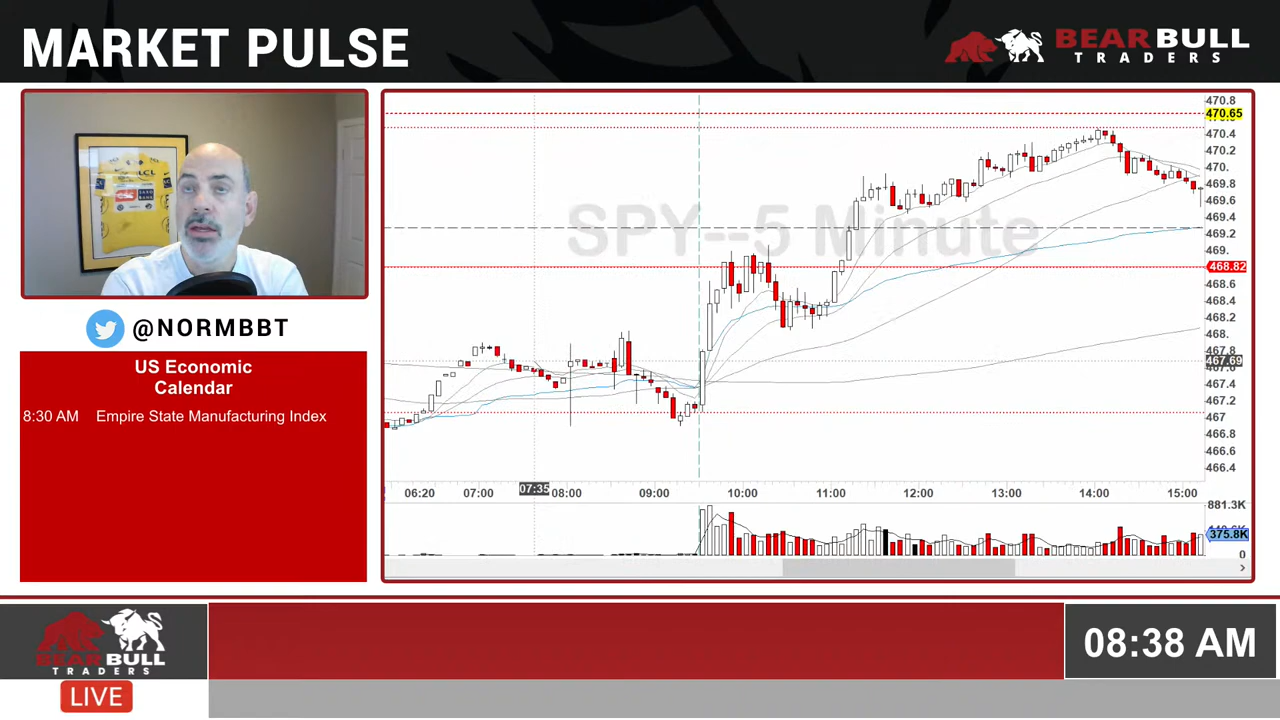 MARKET PULSE
BEAR BULL
TRADERS
LCL
@NORMBBT
US Economic
Calendar
8:30 AM Empire State Manufacturing Index
SPY--5 Minute
470.8
470.65
470.4
470.2
470.
469.8
469.6
469.4
469.2
469.
468.82
468.6
468.4
468.2
468.
467.8
467.69
467.4
467.2
467
466.8
466.6
466.4
06:20 07:00 07:35 08:00 09:00 10:00 11:00 12:00 13:00 14:00 15:00
881.3K
375.8K
0
BEAR BULL
TRADERS
LIVE
08:38 AM